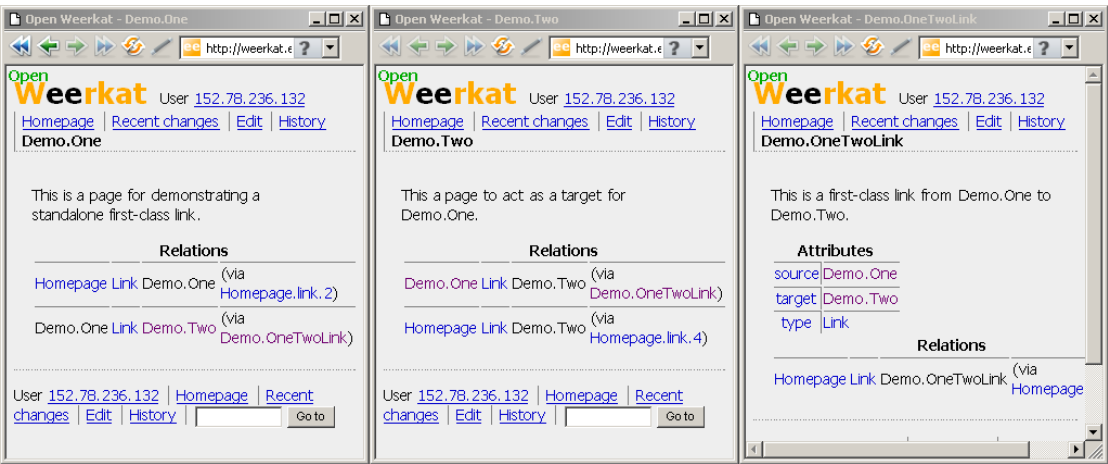 Open Weerkat - Demo.One
http://weerkat.e ?
Open
Weerkat User 152.78.236.132
Homepage | Recent changes | Edit | History
Demo.One
This is a page for demonstrating a
standalone first-class link.
Relations
Homepage Link Demo.One (via
Homepage.link.2)
Demo.One Link Demo.Two (via
Demo.OneTwoLink)
User 152.78.236.132 | Homepage | Recent
changes | Edit | History Go to
Open Weerkat - Demo.Two
http://weerkat.e ?
Open
Weerkat User 152.78.236.132
Homepage | Recent changes | Edit | History
Demo.Two
This a page to act as a target for
Demo.One.
Relations
Demo.One Link Demo.Two (via
Demo.OneTwoLink)
Homepage Link Demo.Two (via
Homepage.link.4)
User 152.78.236.132 | Homepage | Recent
changes | Edit | History Go to
Open Weerkat - Demo.OneTwoLink
http://weerkat.e ?
Open
Weerkat User 152.78.236.132
Homepage | Recent changes | Edit | History
Demo.OneTwoLink
This is a first-class link from Demo.One to
Demo.Two.
Attributes
source Demo.One
target Demo.Two
type Link
Relations
Homepage Link Demo.OneTwoLink (via
Homepage